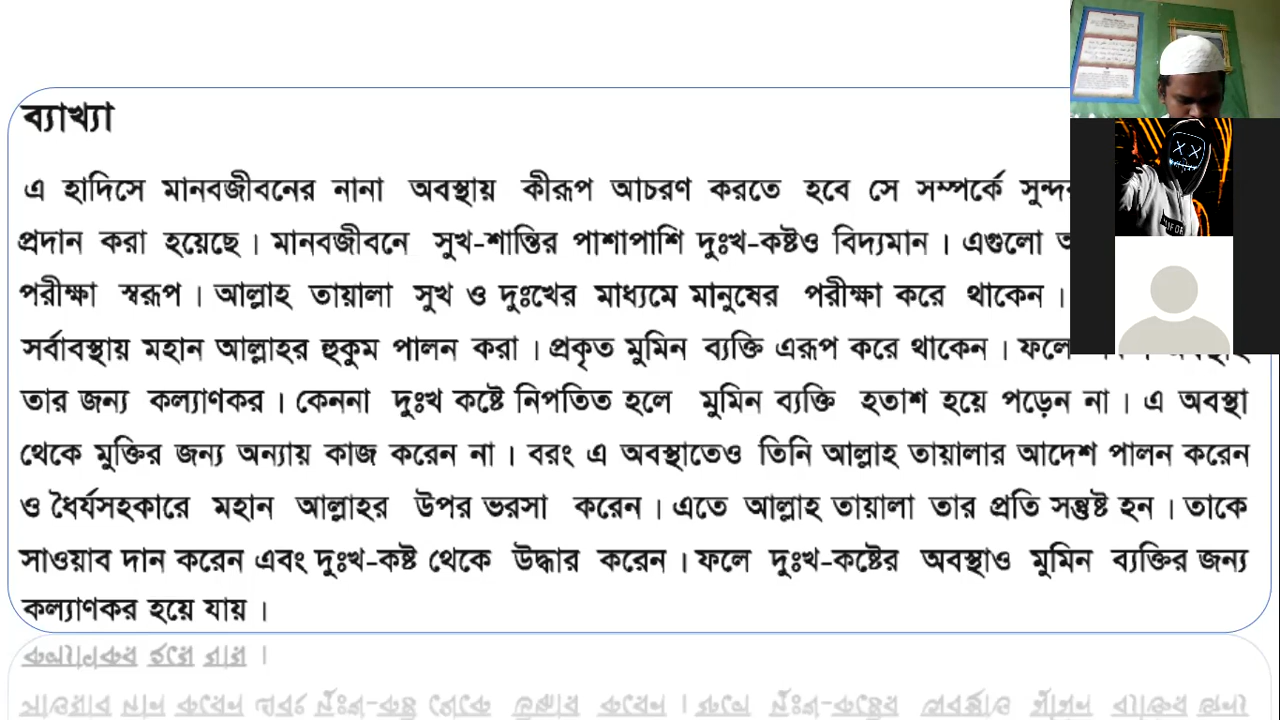 ব্যাখ্যা
এ হাদিসে মানবজীবনের নানা অবস্থায় কীরূপ আচরণ করতে হবে সে সম্পর্কে
প্রদান করা হয়েছে। মানবজীবনে সুখ-শান্তির পাশাপাশি দুঃখ-কষ্টও বিদ্যমান। এগুলো
পরীক্ষা স্বরূপ। আল্লাহ তায়ালা সুখ ও দুঃখের মাধ্যমে মানুষের পরীক্ষা করে থাকেন।
সর্বাবস্থায় মহান আল্লাহর হুকুম পালন করা। প্রকৃত মুমিন ব্যক্তি এরূপ করে থাকেন। ফলে
তার জন্য কল্যাণকর। কেননা দুঃখ কষ্টে নিপতিত হলে মুমিন ব্যক্তি হতাশ হয়ে পড়েন না। এ অবস্থা
থেকে মুক্তির জন্য অন্যায় কাজ করেন না। বরং এ অবস্থাতেও তিনি আল্লাহ তায়ালার আদেশ পালন করেন
ও ধৈর্যসহকারে মহান আল্লাহর উপর ভরসা করেন। এতে আল্লাহ তায়ালা তার প্রতি সন্তুষ্ট হন। তাকে
সাওয়াব দান করেন এবং দুঃখ-কষ্ট থেকে উদ্ধার করেন। ফলে দুঃখ-কষ্টের অবস্থাও মুমিন ব্যক্তির জন্য
কল্যাণকর হয়ে যায়।